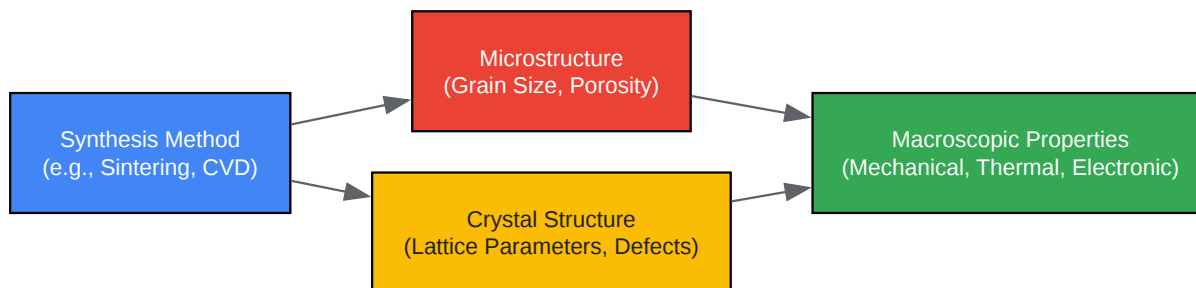 Synthesis Method
(e.g., Sintering, CVD)
Microstructure
(Grain Size, Porosity)
Crystal Structure
(Lattice Parameters, Defects)
Macroscopic Properties
(Mechanical, Thermal, Electronic)